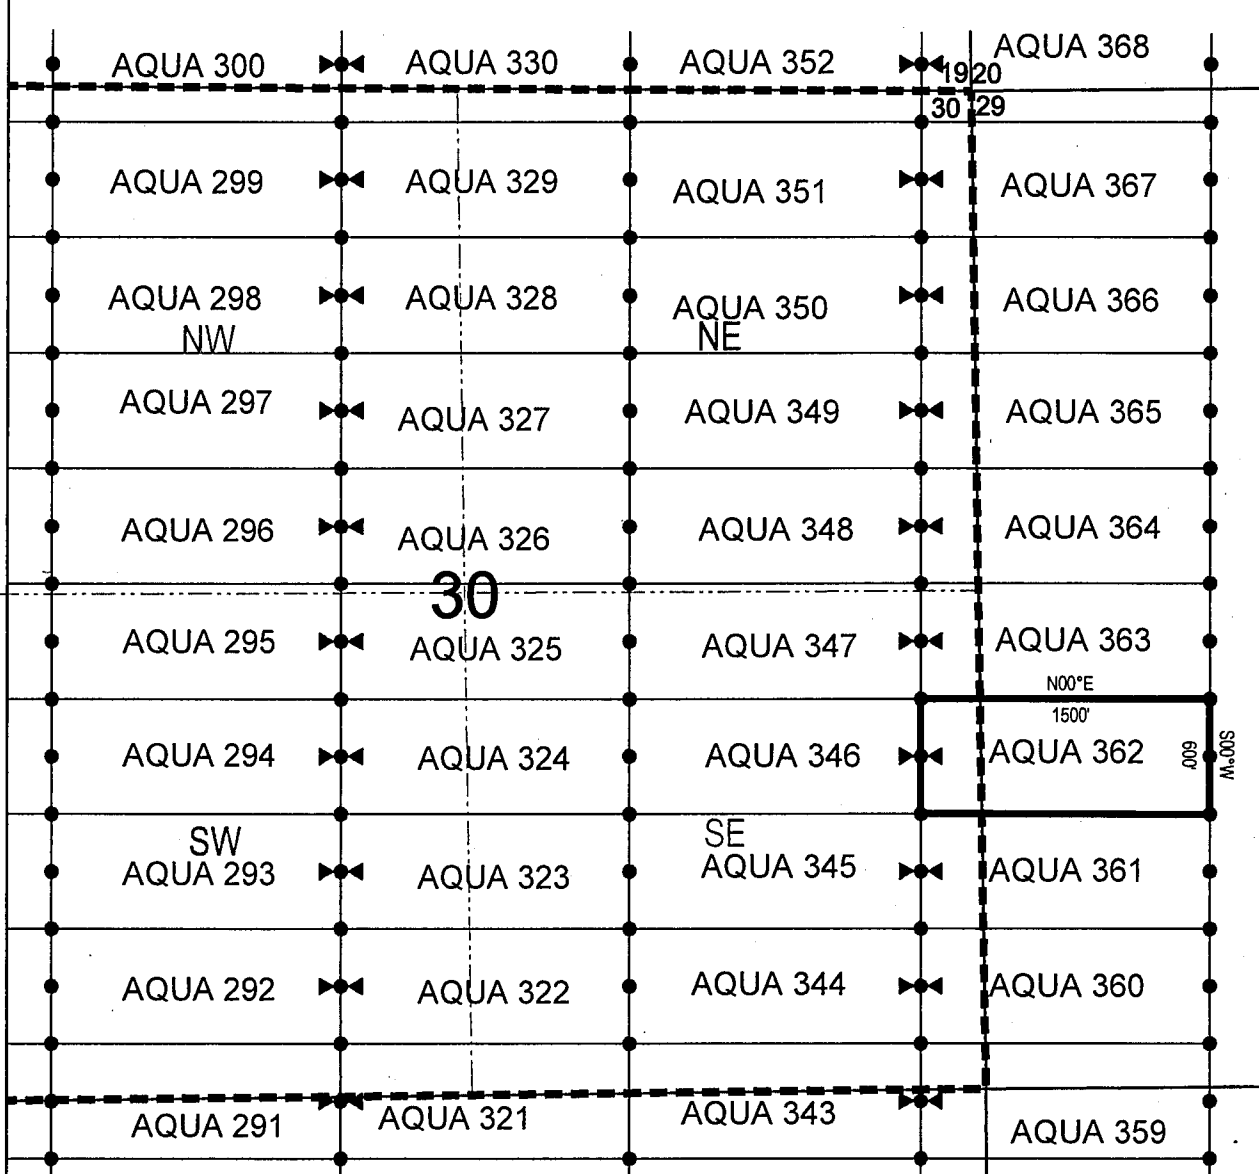 AQUA 300 AQUA 330 AQUA 352 AQUA 368
19 20
30 29
AQUA 299 AQUA 329 AQUA 351 AQUA 367
AQUA 298 AQUA 328 AQUA 350 AQUA 366
NW NE
AQUA 297 AQUA 327 AQUA 349 AQUA 365
AQUA 296 AQUA 326 AQUA 348 AQUA 364
30
AQUA 295 AQUA 325 AQUA 347 AQUA 363
N00°E
1500'
AQUA 294 AQUA 324 AQUA 346 AQUA 362 600' S00°W
SW SE
AQUA 293 AQUA 323 AQUA 345 AQUA 361
AQUA 292 AQUA 322 AQUA 344 AQUA 360
AQUA 291 AQUA 321 AQUA 343 AQUA 359